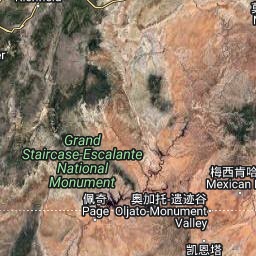 Grand
Staircase-Escalante
National
Monument
佩奇
Page
奥加托-遗迹谷
Oljato-Monument
Valley
梅西肯哈
Mexican
凯恩塔